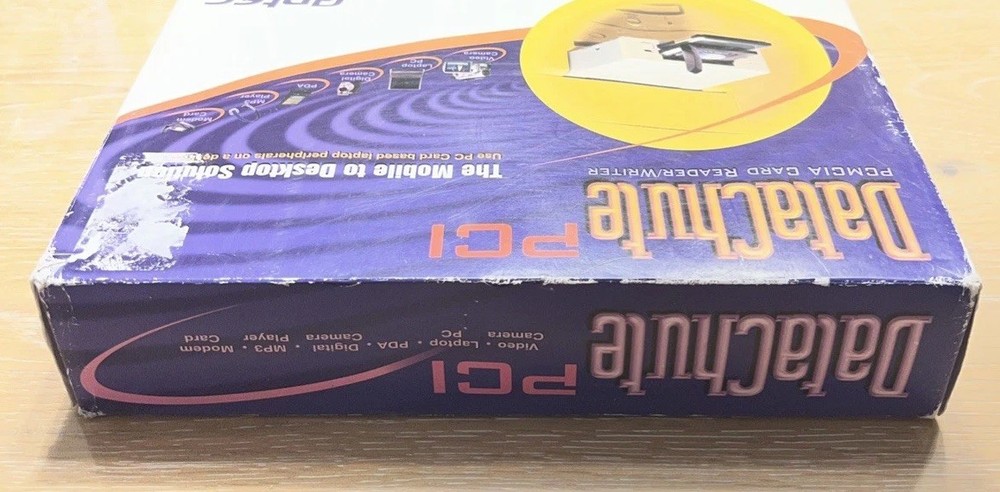 DataChute
PCI
Video • Laptop • PDA • Digital • MP3 • Modem
Camera PC Camera Player Card
DataChute
PCI
PCMCIA CARD READER/WRITER
The Mobile to Desktop Solution
Use PC Card based laptop peripherals on a
Video
Camera
Laptop
PC
Digital
Camera
PDA
MP3
Player
Modem
Card
antec